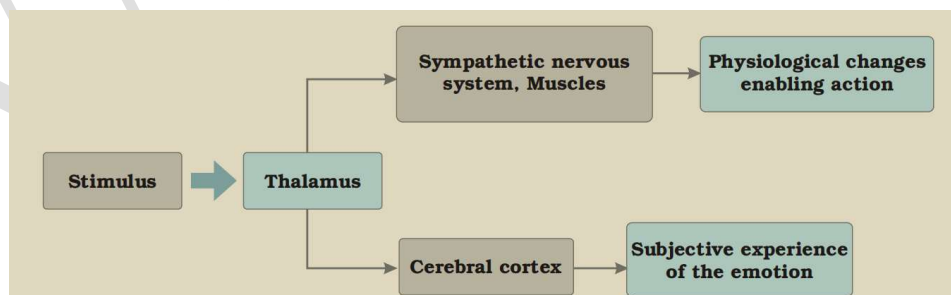 Sympathetic nervous
system, Muscles
Physiological changes
enabling action
Stimulus
Thalamus
Cerebral cortex
Subjective experience
of the emotion